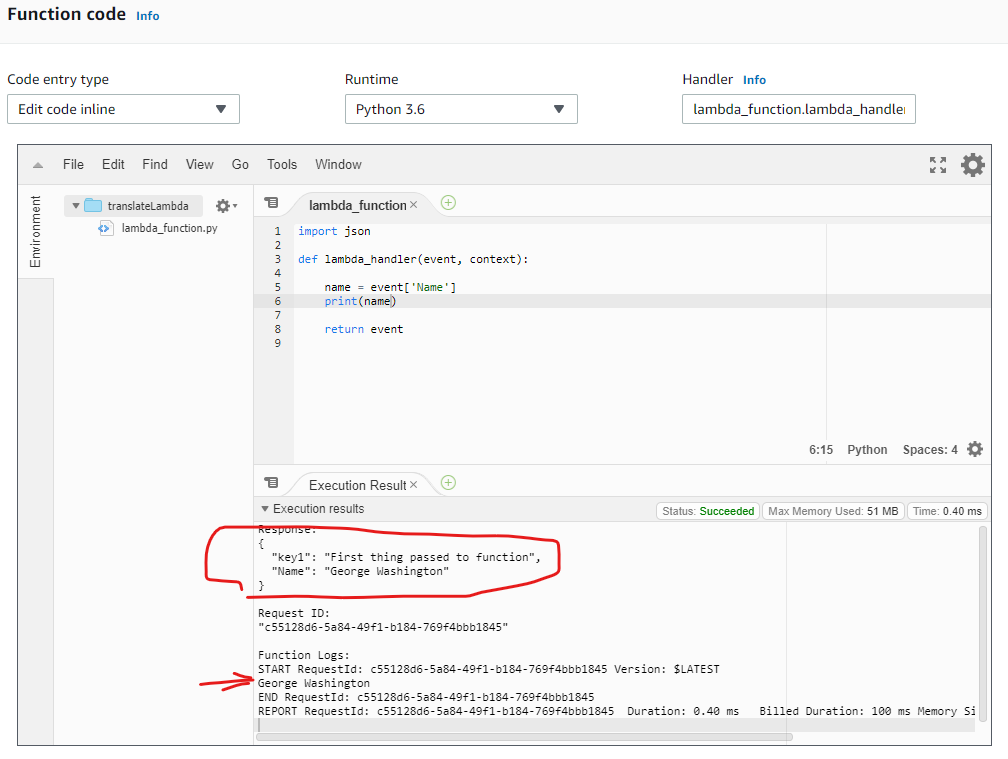 Function code Info
Code entry type Runtime Handler Info
Edit code inline Python 3.6 lambda_function.lambda_handler
File Edit Find View Go Tools Window
Environment
translateLambda
lambda_function.py
lambda_function
1 import json
2
3 def lambda_handler(event, context):
4
5 name = event['Name']
6 print(name)
7
8 return event
9
6:15 Python Spaces: 4
Execution Result
Execution results Status: Succeeded Max Memory Used: 51 MB Time: 0.40 ms
Response:
{
"key1": "First thing passed to function",
"Name": "George Washington"
}
Request ID:
"c55128d6-5a84-49f1-b184-769f4bbb1845"
Function Logs:
START RequestId: c55128d6-5a84-49f1-b184-769f4bbb1845 Version: $LATEST
George Washington
END RequestId: c55128d6-5a84-49f1-b184-769f4bbb1845
REPORT RequestId: c55128d6-5a84-49f1-b184-769f4bbb1845 Duration: 0.40 ms Billed Duration: 100 ms Memory Si